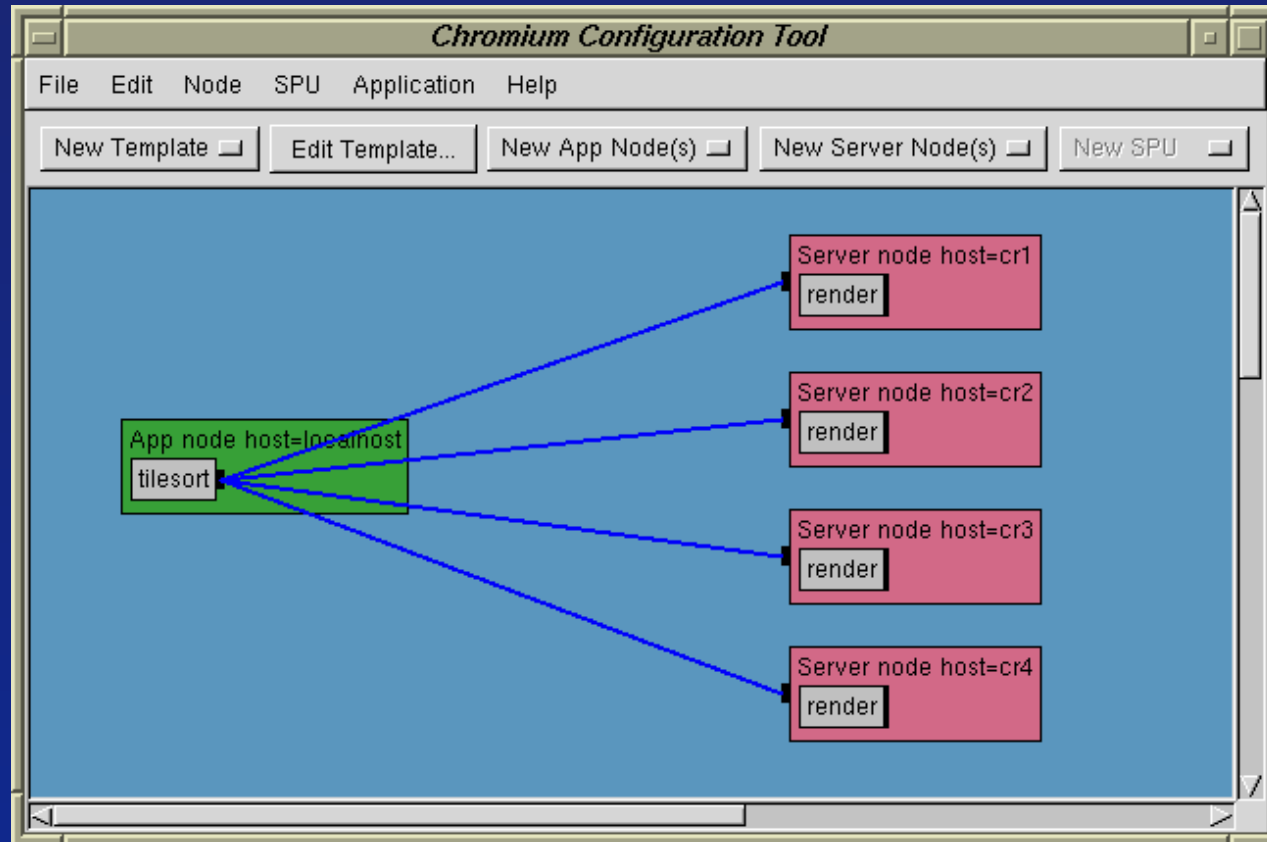 Chromium Configuration Tool
File Edit Node SPU Application Help
New Template Edit Template... New App Node(s) New Server Node(s) New SPU
Server node host=cr1
render
Server node host=cr2
render
App node host=localhost
tilesort
Server node host=cr3
render
Server node host=cr4
render